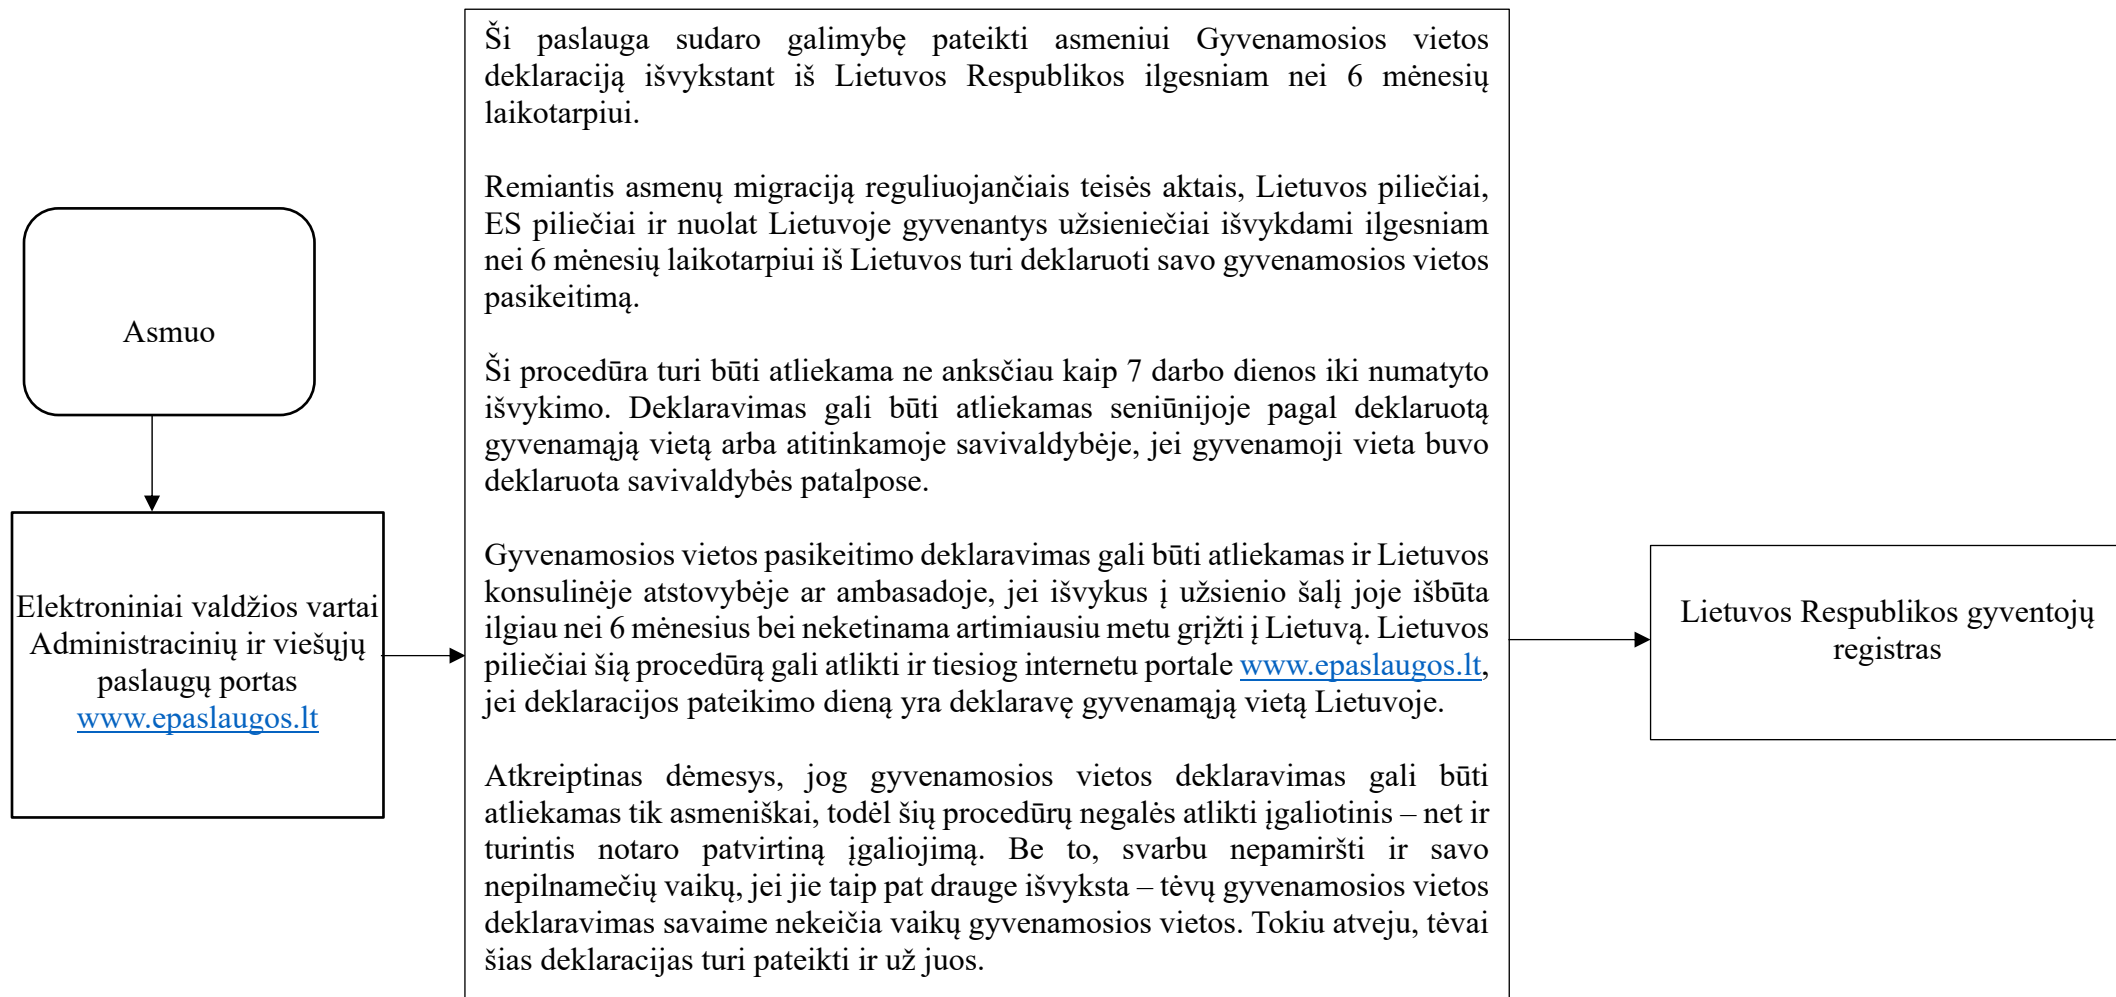 Asmuo
Elektroniniai valdžios vartai
Administracinių ir viešųjų
paslaugų portas
www.epaslaugos.lt
Ši paslauga sudaro galimybę pateikti asmeniui Gyvenamosios vietos
deklaraciją išvykstant iš Lietuvos Respublikos ilgesniam nei 6 mėnesių
laikotarpiui.
Remiantis asmenų migraciją reguliuojančiais teisės aktais, Lietuvos piliečiai,
ES piliečiai ir nuolat Lietuvoje gyvenantys užsieniečiai išvykdami ilgesniam
nei 6 mėnesių laikotarpiui iš Lietuvos turi deklaruoti savo gyvenamosios vietos
pasikeitimą.
Ši procedūra turi būti atliekama ne anksčiau kaip 7 darbo dienos iki numatyto
išvykimo. Deklaravimas gali būti atliekamas seniūnijoje pagal deklaruotą
gyvenamąją vietą arba atitinkamoje savivaldybėje, jei gyvenamoji vieta buvo
deklaruota savivaldybės patalpose.
Gyvenamosios vietos pasikeitimo deklaravimas gali būti atliekamas ir Lietuvos
konsulinėje atstovybėje ar ambasadoje, jei išvykus į užsienio šalį joje išbūta
ilgiau nei 6 mėnesius bei neketinama artimiausiu metu grįžti į Lietuvą. Lietuvos
piliečiai šią procedūrą gali atlikti ir tiesiog internetu portale www.epaslaugos.lt,
jei deklaracijos pateikimo dieną yra deklaravę gyvenamąją vietą Lietuvoje.
Atkreiptinas dėmesys, jog gyvenamosios vietos deklaravimas gali būti
atliekamas tik asmeniškai, todėl šių procedūrų negalės atlikti įgaliotinis – net ir
turintis notaro patvirtiną įgaliojimą. Be to, svarbu nepamiršti ir savo
nepilnamečių vaikų, jei jie taip pat drauge išvyksta – tėvų gyvenamosios vietos
deklaravimas savaime nekeičia vaikų gyvenamosios vietos. Tokiu atveju, tėvai
šias deklaracijas turi pateikti ir už juos.
Lietuvos Respublikos gyventojų
registras